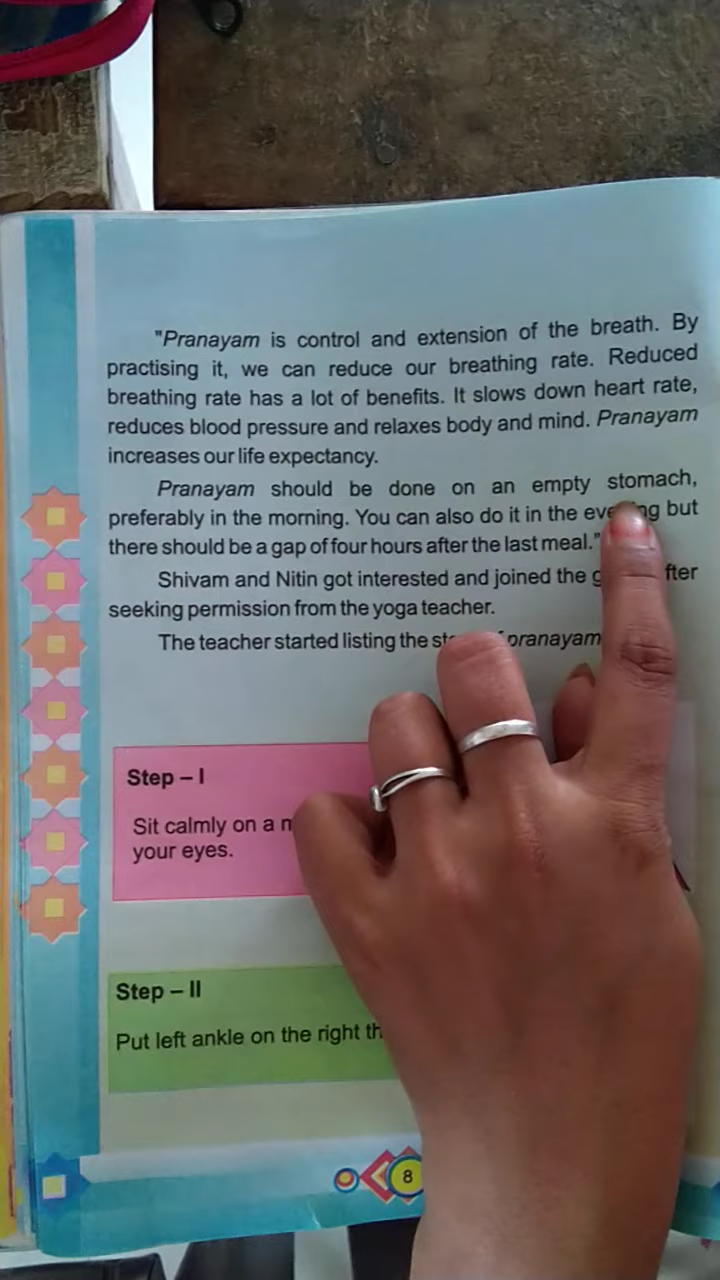 "Pranayam is control and extension of the breath. By
practising it, we can reduce our breathing rate. Reduced
breathing rate has a lot of benefits. It slows down heart rate,
reduces blood pressure and relaxes body and mind. Pranayam
increases our life expectancy.
Pranayam should be done on an empty stomach,
preferably in the morning. You can also do it in the evening but
there should be a gap of four hours after the last meal."
Shivam and Nitin got interested and joined the
seeking permission from the yoga teacher.
The teacher started listing the pranayam
Step – I
Sit calmly on a
your eyes.
Step – II
Put left ankle on the right
8